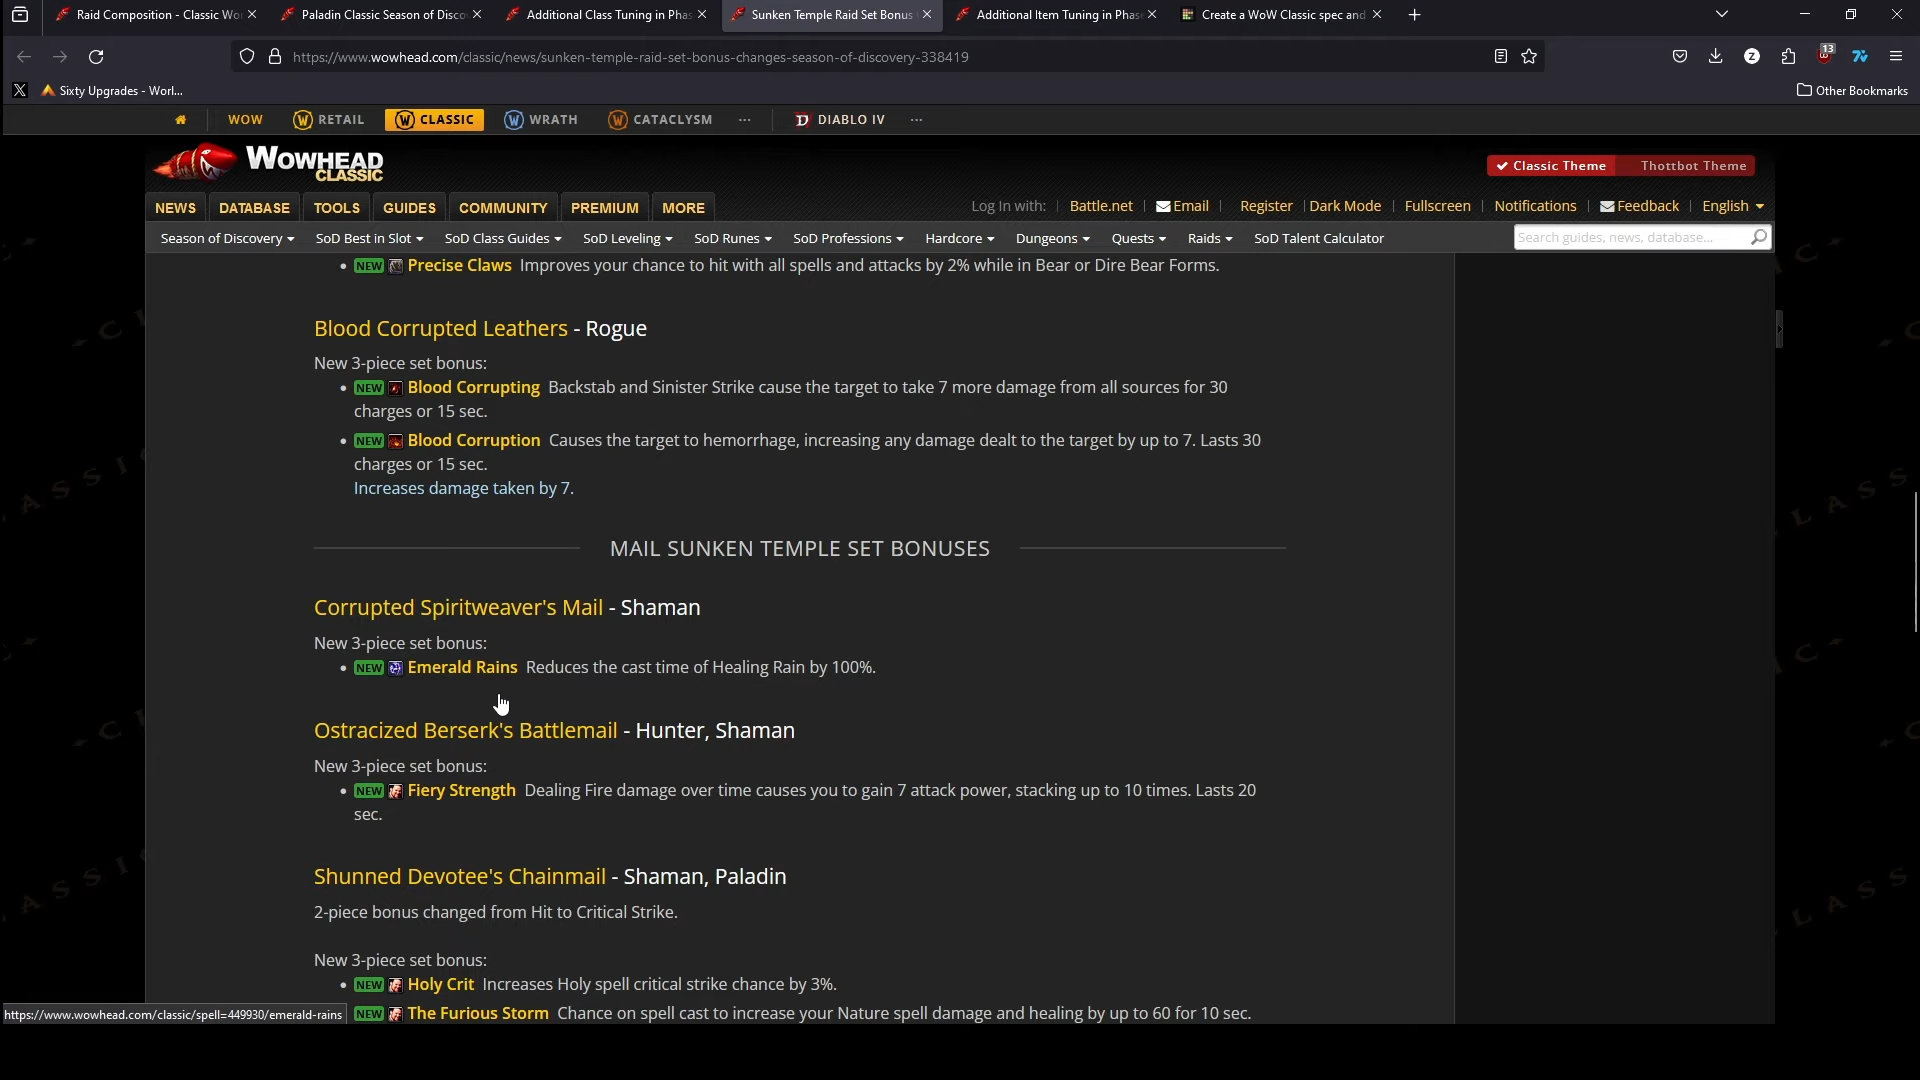 Raid Composition - Classic Wo
Paladin Classic Season of Disco
Additional Class Tuning in Phas
Sunken Temple Raid Set Bonus
Additional Item Tuning in Phase
Create a WoW Classic spec and
https://www.wowhead.com/classic/news/sunken-temple-raid-set-bonus-changes-season-of-discovery-338419
13
Sixty Upgrades - Worl...
Other Bookmarks
WOW RETAIL CLASSIC WRATH CATACLYSM ... DIABLO IV ...
WOWHEAD
CLASSIC
Classic Theme Thottbot Theme
NEWS DATABASE TOOLS GUIDES COMMUNITY PREMIUM MORE
Log In with: Battle.net Email Register Dark Mode Fullscreen Notifications Feedback English
Season of Discovery SoD Best in Slot SoD Class Guides SoD Leveling SoD Runes SoD Professions Hardcore Dungeons Quests Raids SoD Talent Calculator
Search guides, news, database...
• NEW Precise Claws Improves your chance to hit with all spells and attacks by 2% while in Bear or Dire Bear Forms.
Blood Corrupted Leathers - Rogue
New 3-piece set bonus:
• NEW Blood Corrupting Backstab and Sinister Strike cause the target to take 7 more damage from all sources for 30
charges or 15 sec.
• NEW Blood Corruption Causes the target to hemorrhage, increasing any damage dealt to the target by up to 7. Lasts 30
charges or 15 sec.
Increases damage taken by 7.
MAIL SUNKEN TEMPLE SET BONUSES
Corrupted Spiritweaver's Mail - Shaman
New 3-piece set bonus:
• NEW Emerald Rains Reduces the cast time of Healing Rain by 100%.
Ostracized Berserk's Battlemail - Hunter, Shaman
New 3-piece set bonus:
• NEW Fiery Strength Dealing Fire damage over time causes you to gain 7 attack power, stacking up to 10 times. Lasts 20
sec.
Shunned Devotee's Chainmail - Shaman, Paladin
2-piece bonus changed from Hit to Critical Strike.
New 3-piece set bonus:
• NEW Holy Crit Increases Holy spell critical strike chance by 3%.
NEW The Furious Storm Chance on spell cast to increase your Nature spell damage and healing by up to 60 for 10 sec.
https://www.wowhead.com/classic/spell=449930/emerald-rains